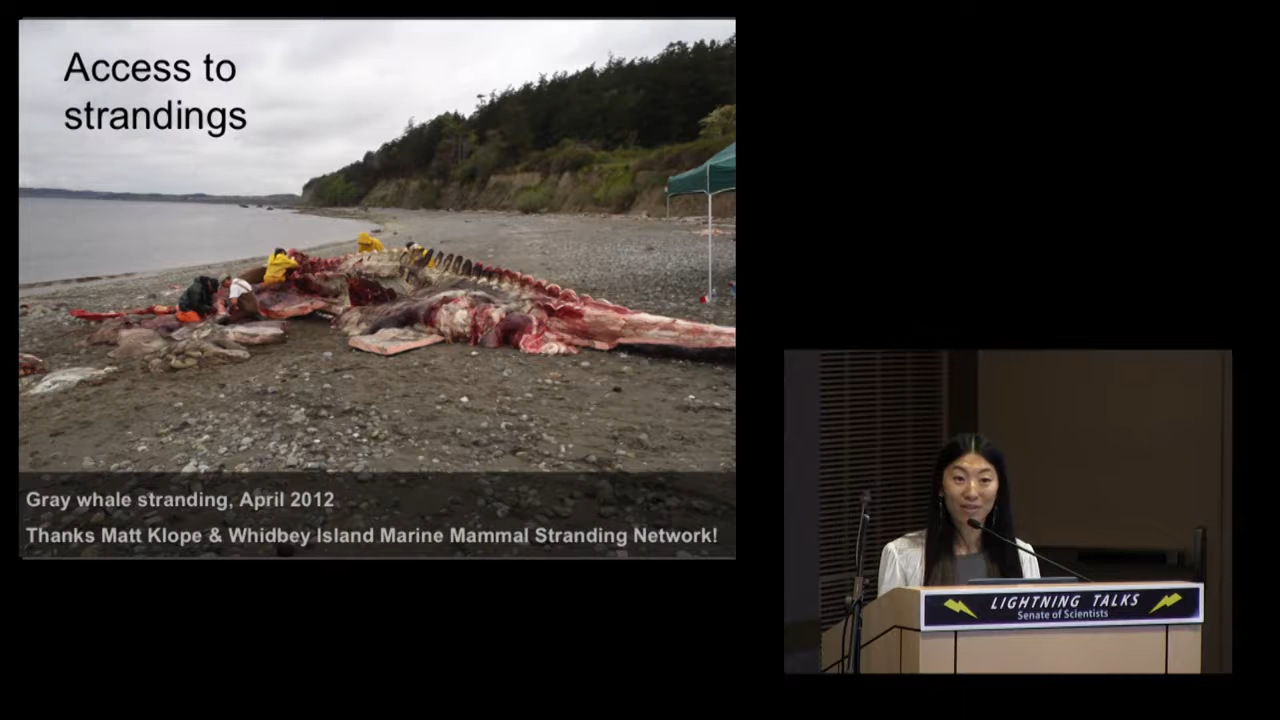 Access to
strandings
Gray whale stranding, April 2012
Thanks Matt Klope & Whidbey Island Marine Mammal Stranding Network!
LIGHTNING TALKS
Senate of Scientists